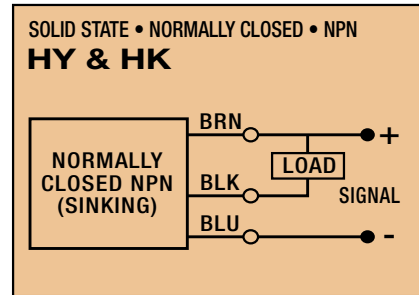 SOLID STATE • NORMALLY CLOSED • NPN
HY & HK
BRN
+
NORMALLY
CLOSED NPN
(SINKING)
LOAD
BLK
SIGNAL
BLU
-